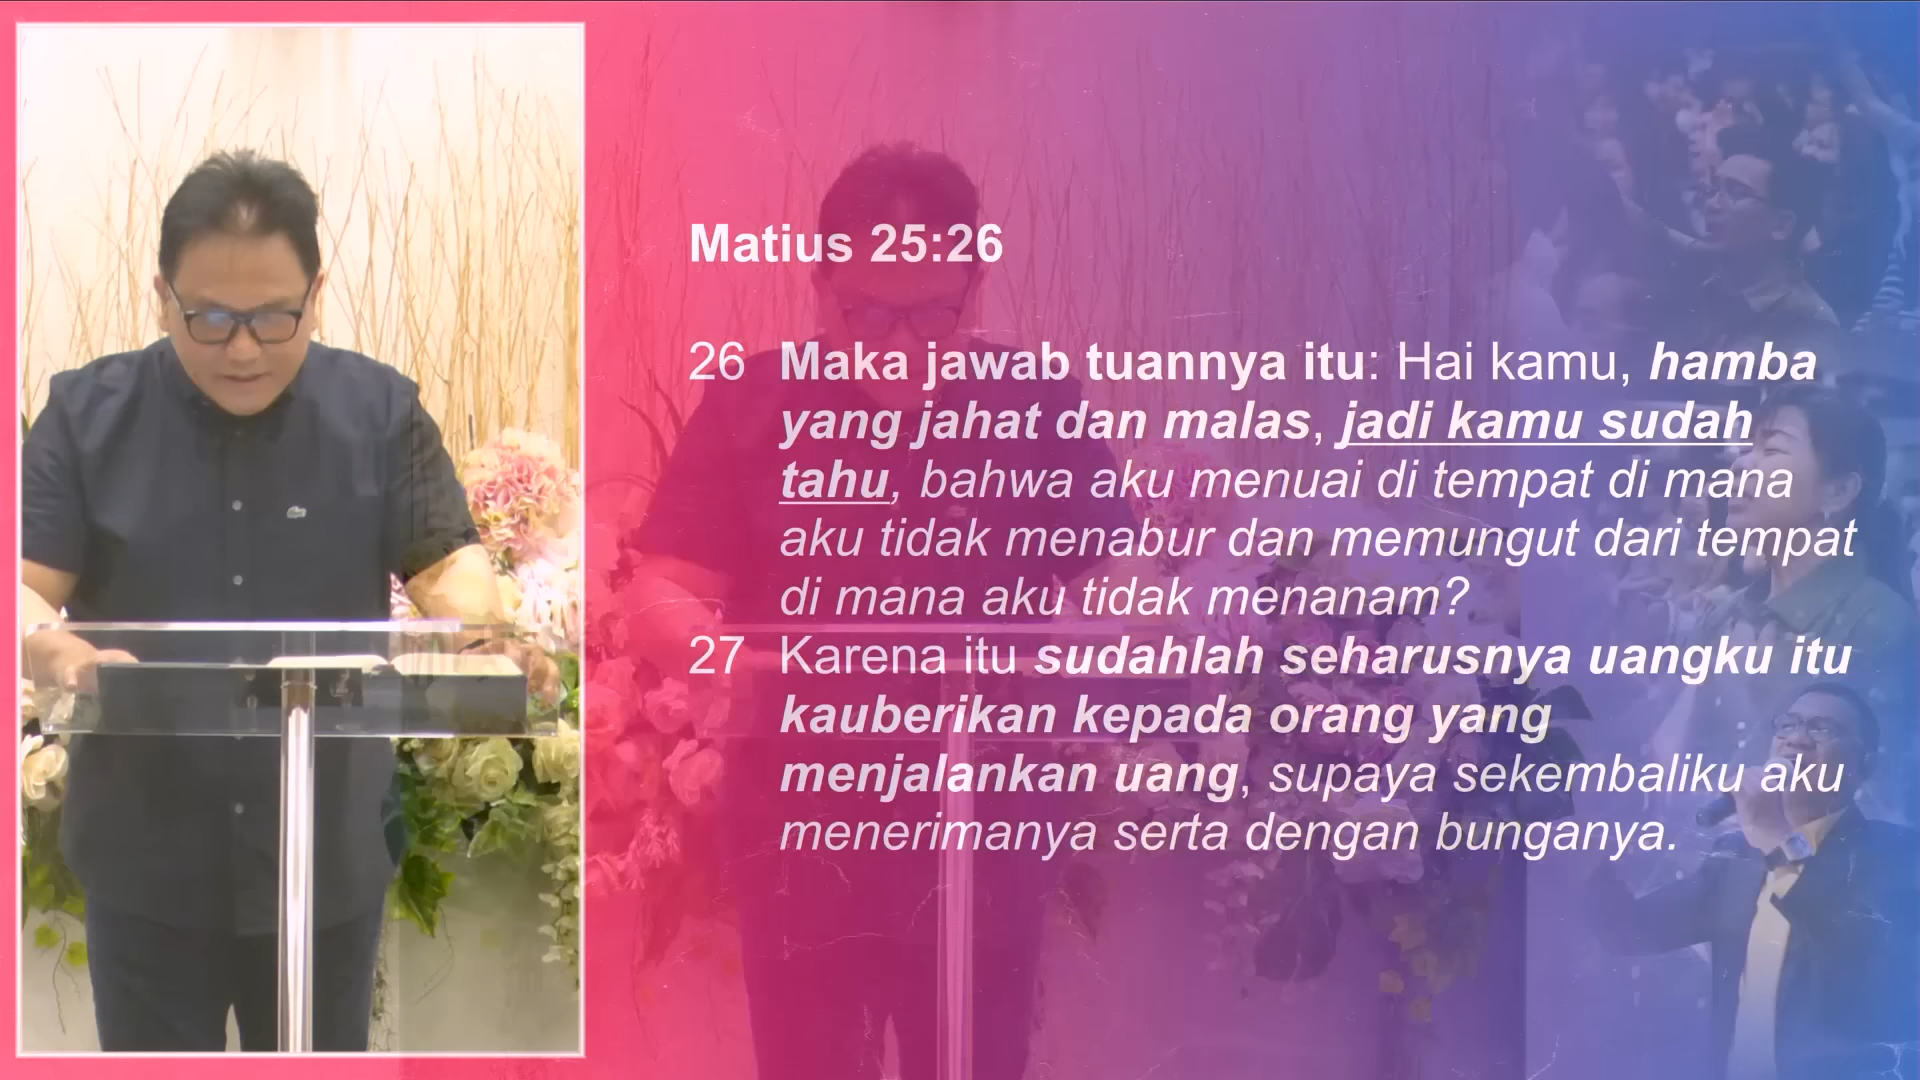 Matius 25:26
26 Maka jawab tuannya itu: Hai kamu, hamba
yang jahat dan malas, jadi kamu sudah
tahu, bahwa aku menuai di tempat di mana
aku tidak menabur dan memungut dari tempat
di mana aku tidak menanam?
27 Karena itu sudahlah seharusnya uangku itu
kauberikan kepada orang yang
menjalankan uang, supaya sekembaliku aku
menerimanya serta dengan bunganya.